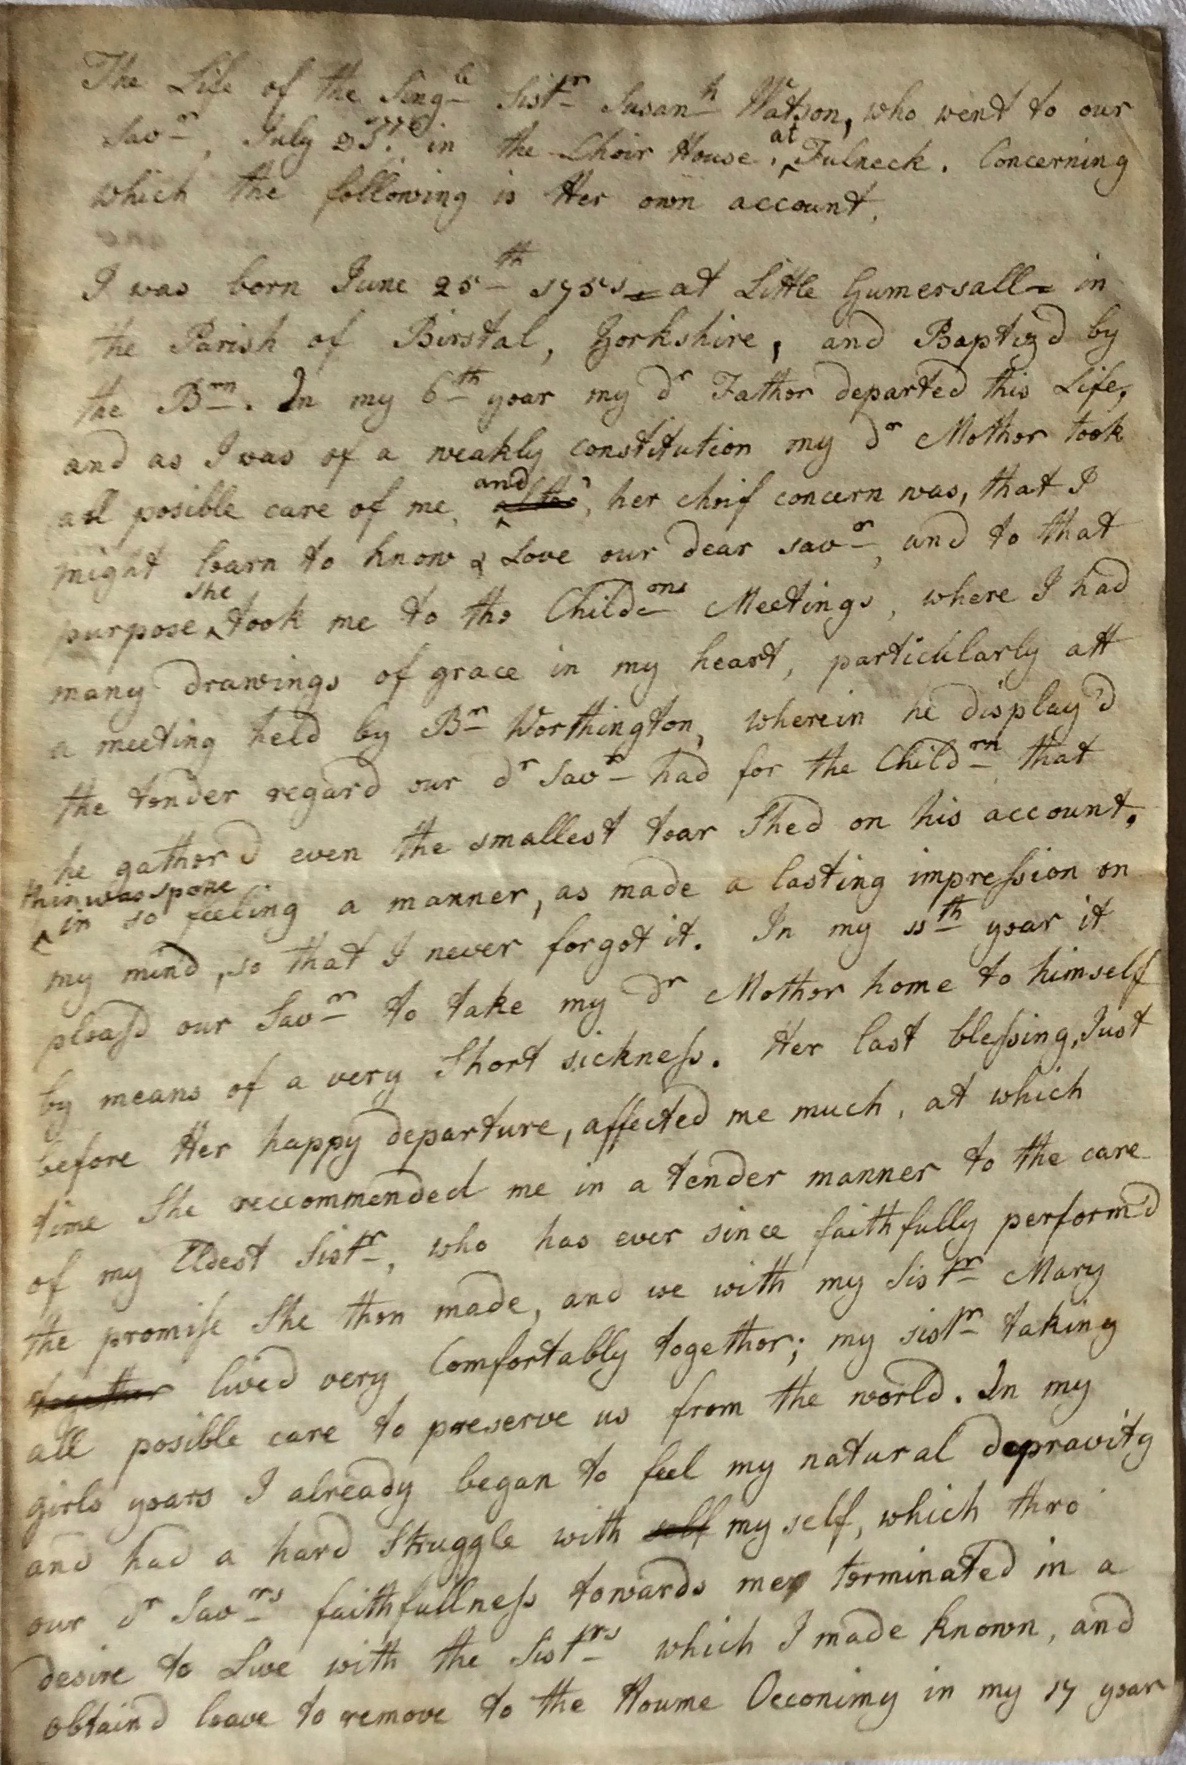 The Life of the Sing^le Sist^r Susan^h Watson, who went to our
Sav^r, July 23. in the Choir House, ^at Fulneck. Concerning
which the following is Her own account.
I was born June 25^th 1751 at Little Gumersall in
the Parish of Birstal, Yorkshire, and Baptiz'd by
the B^rn. In my 6^th year my d^r Father departed this Life,
and as I was of a weakly constitution my d^r Mother took
all posible care of me, ^and her chief concern was, that I
might learn to know & Love our dear Sav^or, and to that
purpose ^she took me to the Child^ens Meetings, where I had
many drawings of grace in my heart, particularly att
a meeting held by B^r Worthington, wherein he display'd
the tender regard our d^r Sav^r had for the Child^rn that
he gather'd even the smallest tear Shed on his account,
^this was spoke in so feeling a manner, as made a lasting impression on
my mind, so that I never forgot it. In my 11^th year it
pleas'd our Sav^r to take my d^r Mother home to himself
by means of a very Short sickness. Her last blessing, Just
before Her happy departure, affected me much, at which
time She reccommended me in a tender manner to the care
of my Eldest Sist^r, who has ever since faithfully perform'd
the promise She then made, and we with my Sist^r Mary
together lived very Comfortably together; my sist^r taking
all posible care to preserve us from the world. In my
girls years I already began to feel my natural depravity
and had a hard Struggle with self my self, which thro'
our d^r Sav^rs faithfullness towards me, terminated in a
desire to Live with the Sist^rs which I made known, and
obtain'd leave to remove to the Houme Occonimy in my 17 year